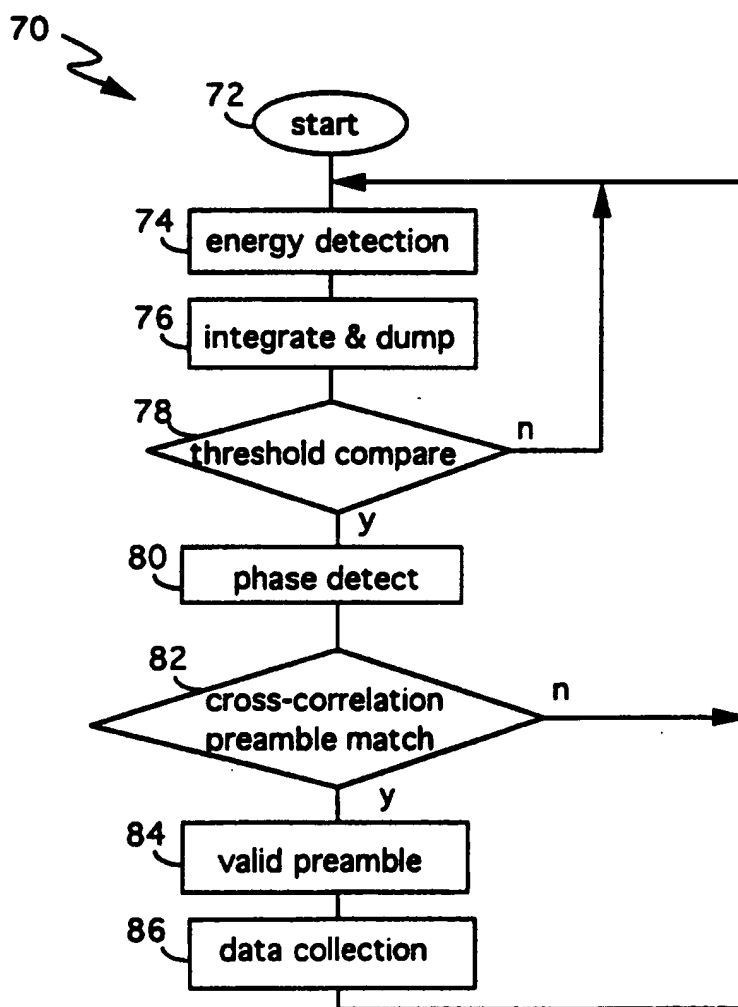 70
72
start
74
energy detection
76
integrate & dump
78
threshold compare
n
y
80
phase detect
82
cross-correlation
preamble match
n
y
84
valid preamble
86
data collection